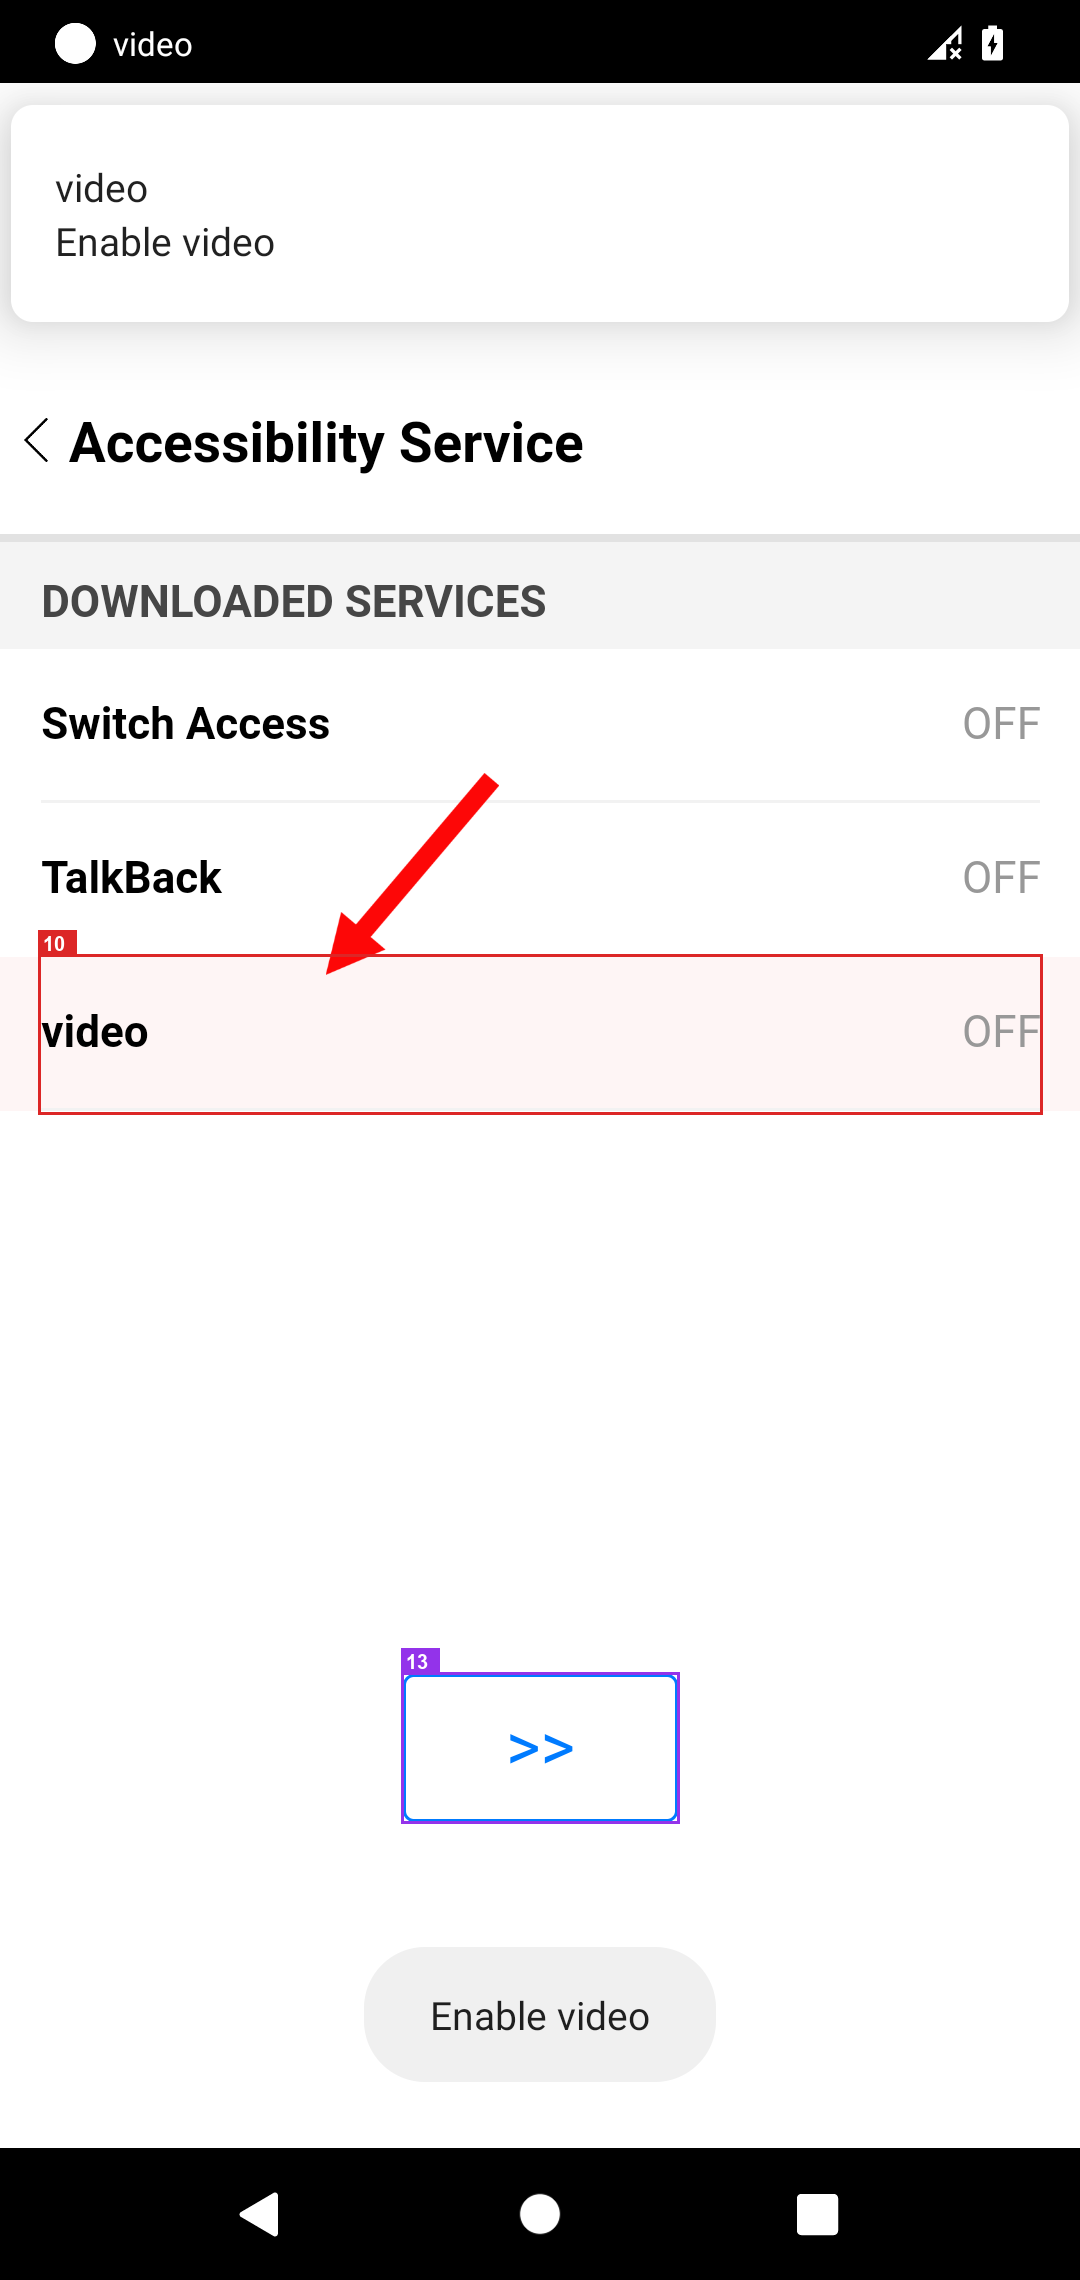 video
video
Enable video
Accessibility Service
DOWNLOADED SERVICES
Switch Access OFF
TalkBack OFF
10
video OFF
13
>>
Enable video